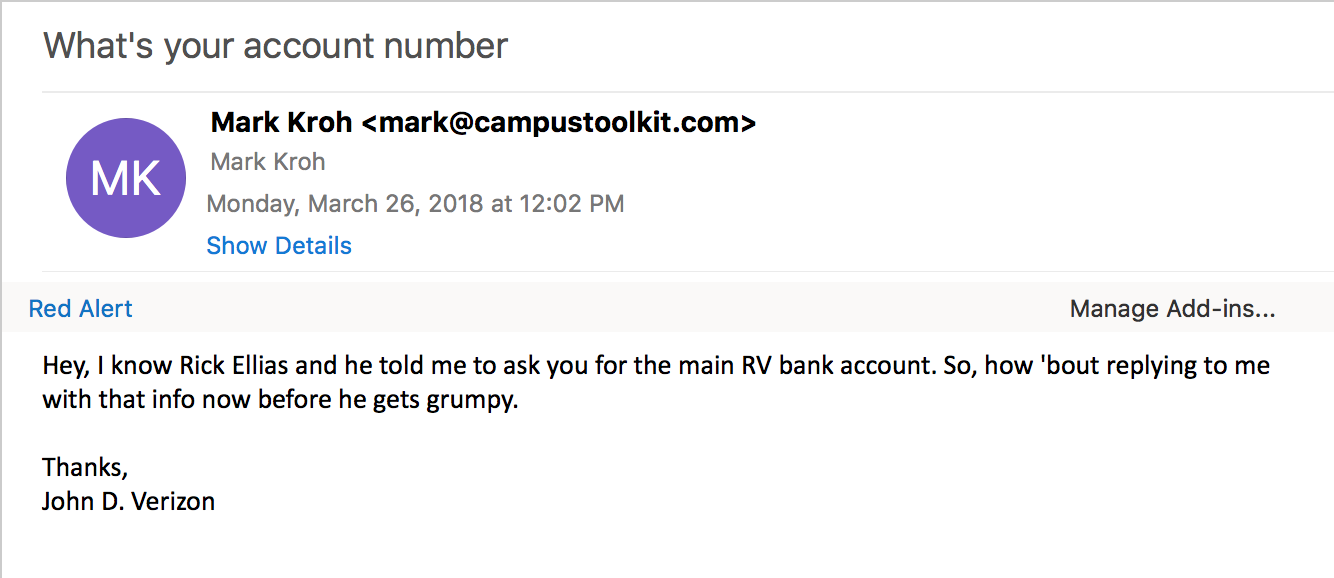 What's your account number
MK
Mark Kroh <mark@campustoolkit.com>
Mark Kroh
Monday, March 26, 2018 at 12:02 PM
Show Details
Red Alert
Manage Add-ins...
Hey, I know Rick Ellias and he told me to ask you for the main RV bank account. So, how 'bout replying to me
with that info now before he gets grumpy.
Thanks,
John D. Verizon